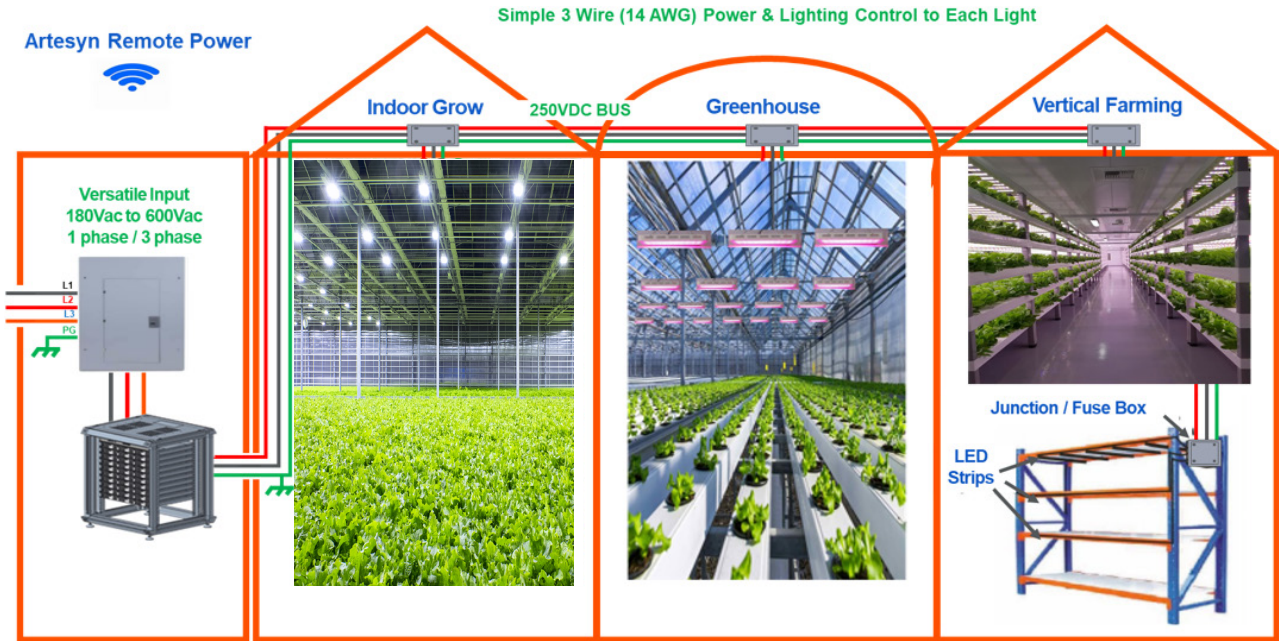 Simple 3 Wire (14 AWG) Power & Lighting Control to Each Light
Artesyn Remote Power
Indoor Grow
250VDC BUS
Greenhouse
Vertical Farming
Versatile Input
180Vac to 600Vac
1 phase / 3 phase
L1
L2
L3
PG
Junction / Fuse Box
LED
Strips